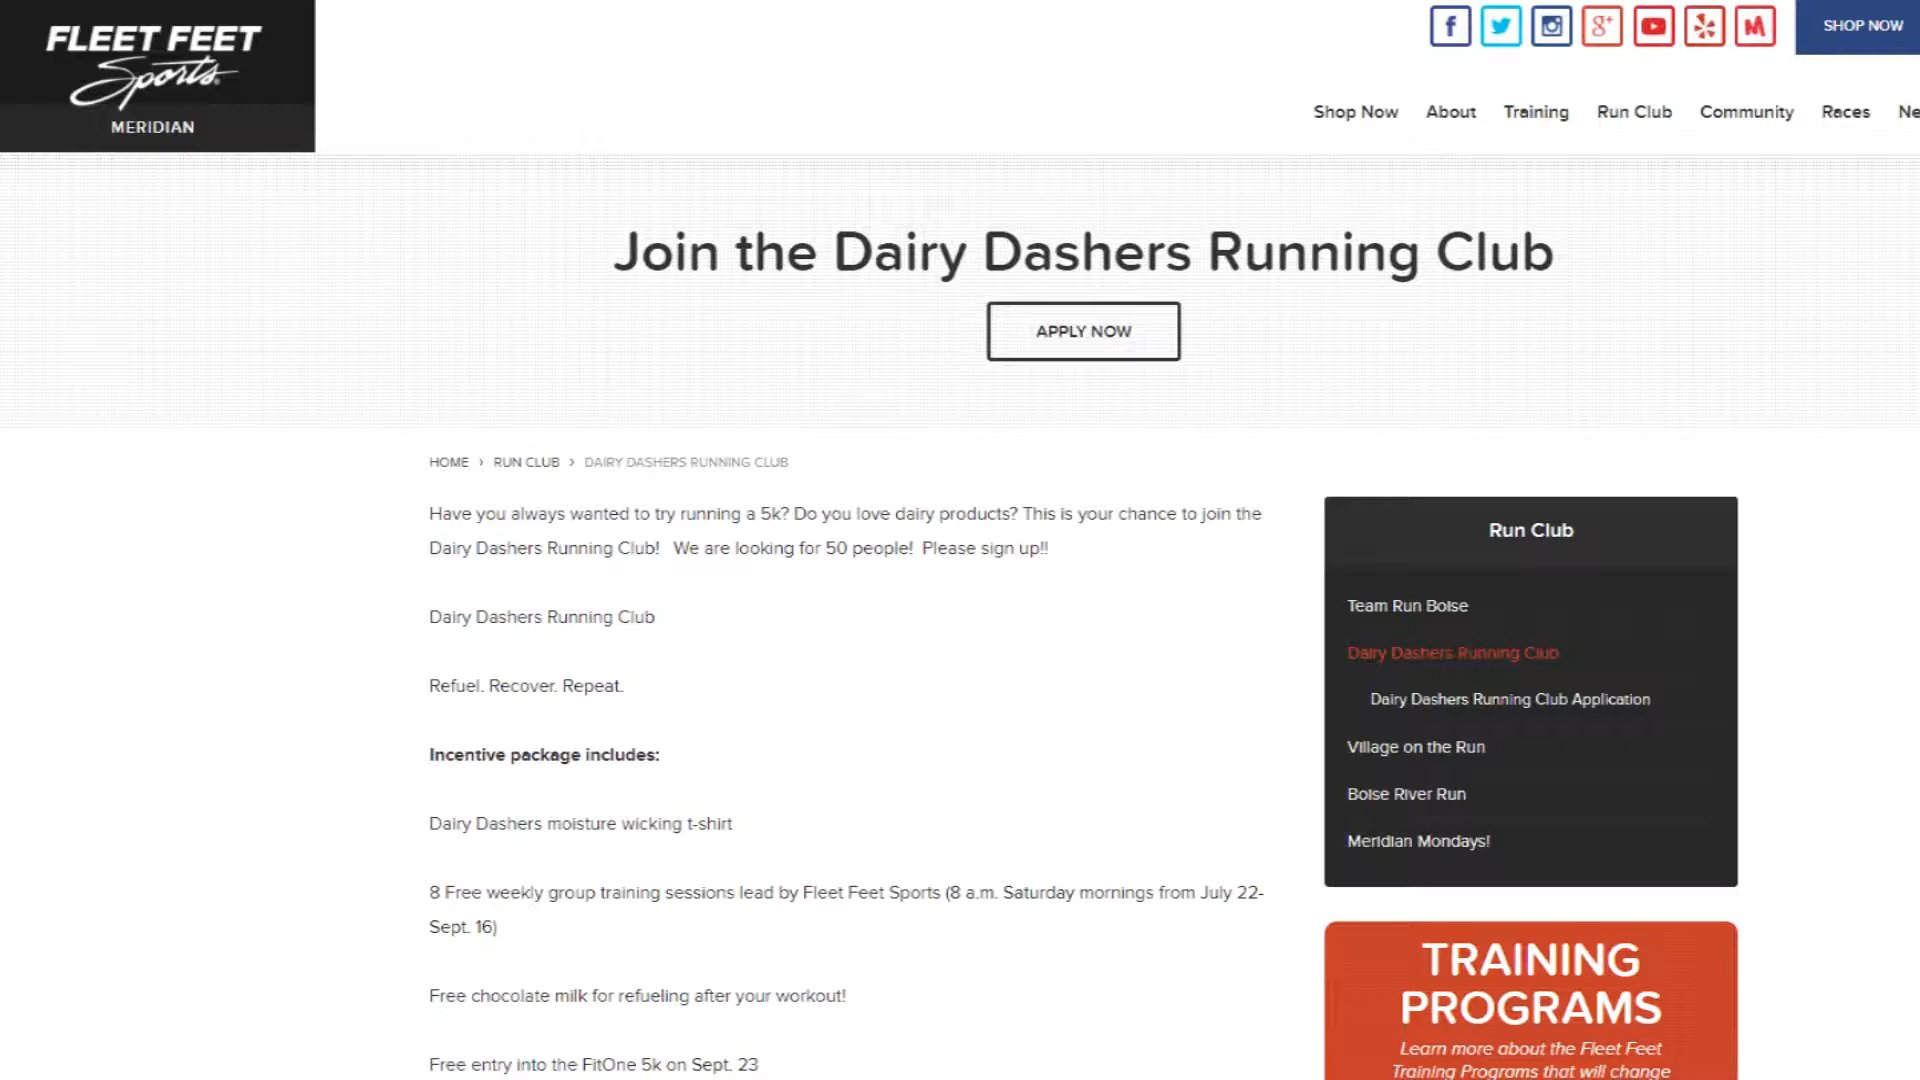 FLEET FEET
Sports
MERIDIAN
SHOP NOW
Shop Now
About
Training
Run Club
Community
Races
Ne
Join the Dairy Dashers Running Club
APPLY NOW
HOME › RUN CLUB › DAIRY DASHERS RUNNING CLUB
Have you always wanted to try running a 5k? Do you love dairy products? This is your chance to join the
Dairy Dashers Running Club! We are looking for 50 people! Please sign up!!
Dairy Dashers Running Club
Refuel. Recover. Repeat.
Incentive package includes:
Dairy Dashers moisture wicking t-shirt
8 Free weekly group training sessions lead by Fleet Feet Sports (8 a.m. Saturday mornings from July 22-
Sept. 16)
Free chocolate milk for refueling after your workout!
Free entry into the FitOne 5k on Sept. 23
Run Club
Team Run Boise
Dairy Dashers Running Club
Dairy Dashers Running Club Application
Village on the Run
Boise River Run
Meridian Mondays!
TRAINING
PROGRAMS
Learn more about the Fleet Feet
Training Programs that will change